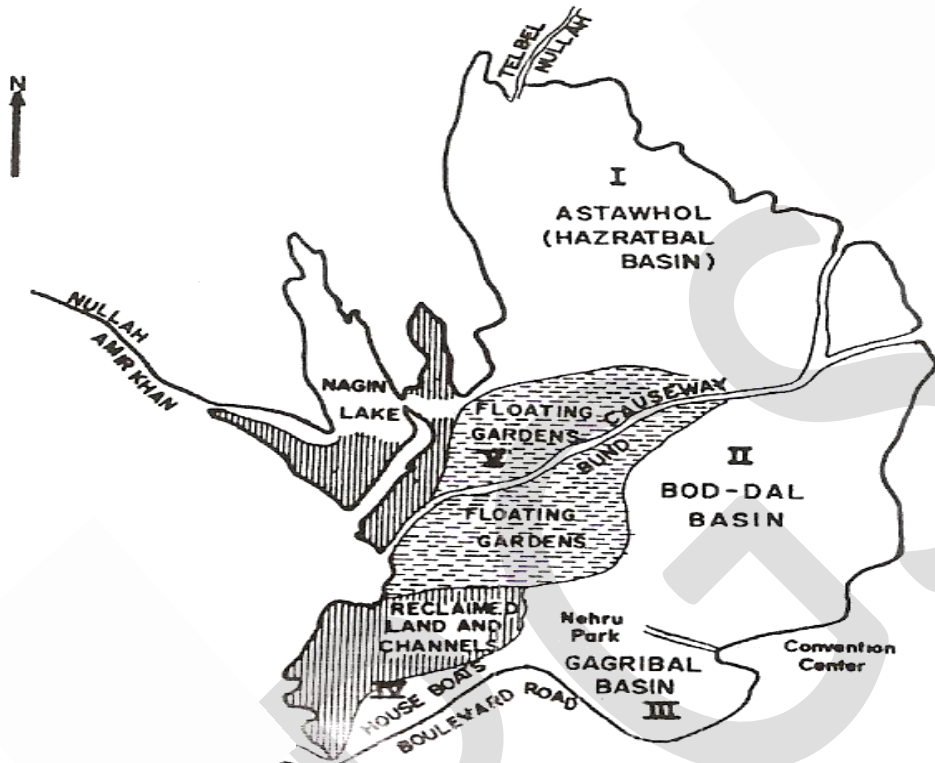 TELBEL
NULLAH
N
I
ASTAWHOL
(HAZRATBAL
BASIN)
NULLAH
AMIR KHAN
NAGIN
LAKE
FLOATING
GARDENS
V
CAUSEWAY
BUND
II
BOD-DAL
BASIN
FLOATING
GARDENS
RECLAIMED
LAND AND
CHANNELS
Nehru
Park
Convention
Center
GAGRIBAL
BASIN
III
IV
HOUSE BOATS
BOULEVARD ROAD